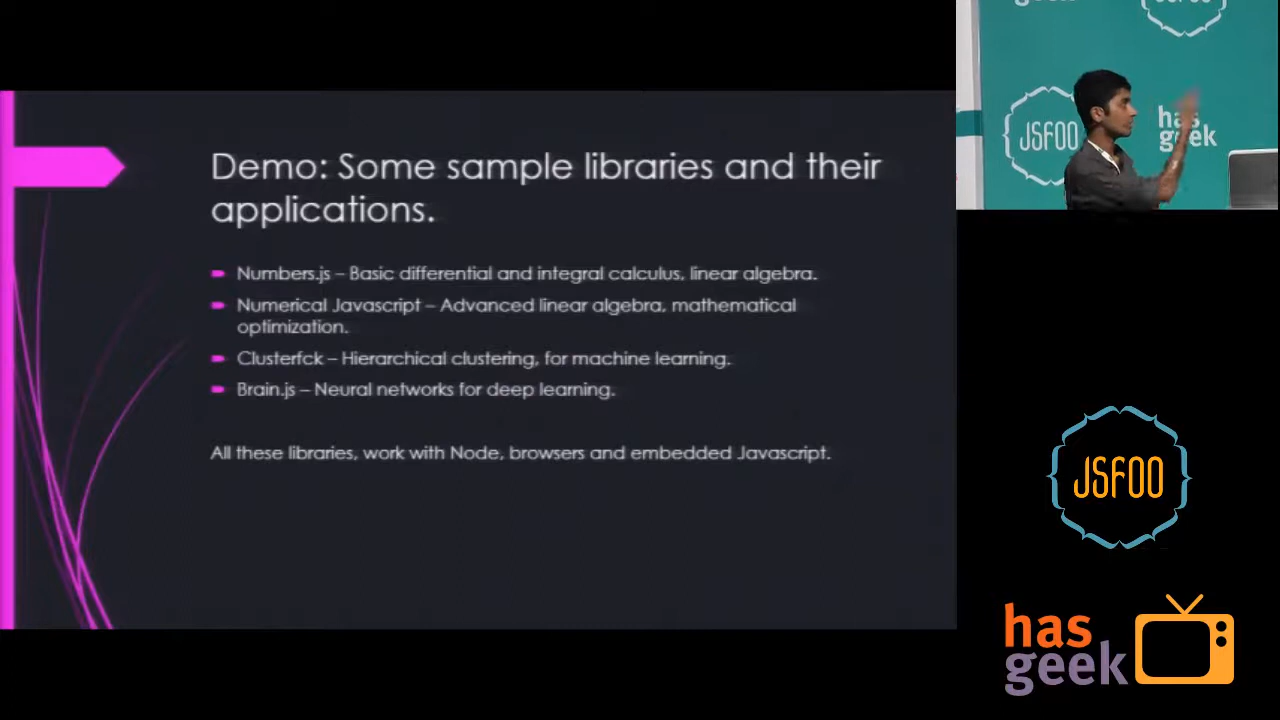 Demo: Some sample libraries and their
applications.
Numbers.js – Basic differential and integral calculus, linear algebra.
Numerical Javascript – Advanced linear algebra, mathematical
optimization.
Clusterfck – Hierarchical clustering, for machine learning.
Brain.js – Neural networks for deep learning.
All these libraries, work with Node, browsers and embedded Javascript.
geek
JSFOO
JSFOO
has
geek
JSFOO
has
geek